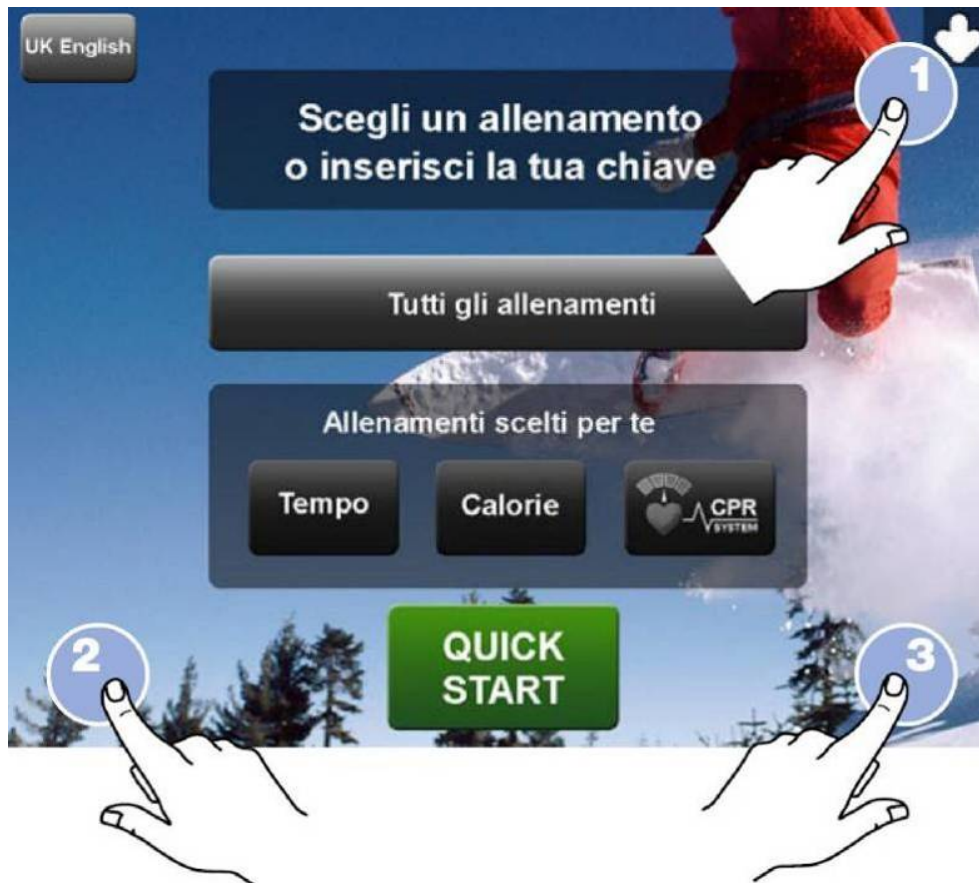 UK English
1
Scegli un allenamento
o inserisci la tua chiave
Tutti gli allenamenti
Allenamenti scelti per te
Tempo
Calorie
CPR
SYSTEM
QUICK
START
2
3